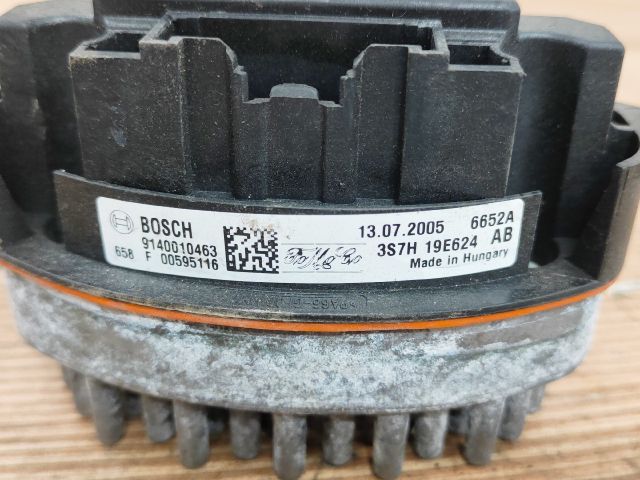 BOSCH
9140010463
658 F 00595116
13.07.2005 6652A
3S7H 19E624 AB
Made in Hungary